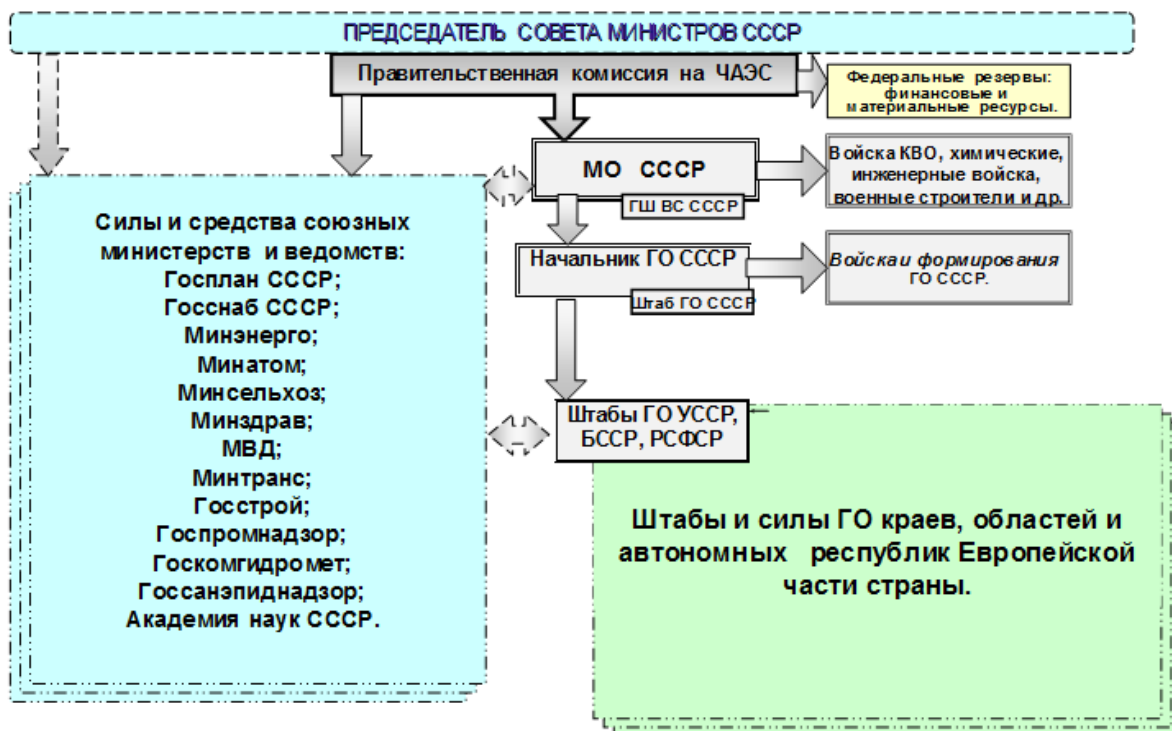 ПРЕДСЕДАТЕЛЬ СОВЕТА МИНИСТРОВ СССР
Правительственная комиссия на ЧАЭС
Федеральные резервы:
финансовые и
материальные ресурсы.
МО СССР
ГШ ВС СССР
Войска КВО, химические,
инженерные войска,
военные строители и др.
Начальник ГО СССР
Штаб ГО СССР
Войска и формирования
ГО СССР.
Силы и средства союзных
министерств и ведомств:
Госплан СССР;
Госснаб СССР;
Минэнерго;
Минатом;
Минсельхоз;
Минздрав;
МВД;
Минтранс;
Госстрой;
Госпромнадзор;
Госкомгидромет;
Госсанэпиднадзор;
Академия наук СССР.
Штабы ГО УССР,
БССР, РСФСР
Штабы и силы ГО краев, областей и
автономных республик Европейской
части страны.